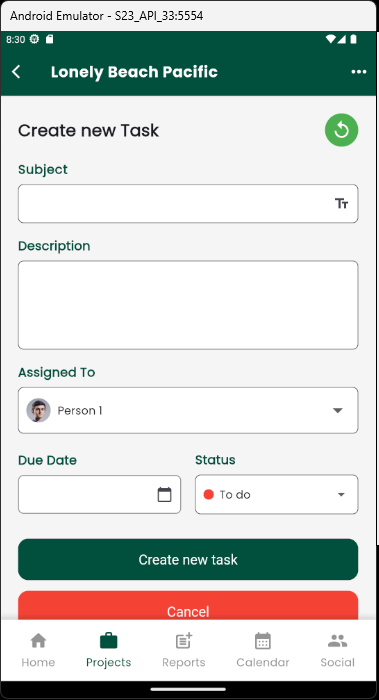 Android Emulator - S23_API_33:5554
8:30
Lonely Beach Pacific
Create new Task
Subject
Tт
Description
Assigned To
Person 1
Due Date
Status
To do
Create new task
Cancel
Home Projects Reports Calendar Social